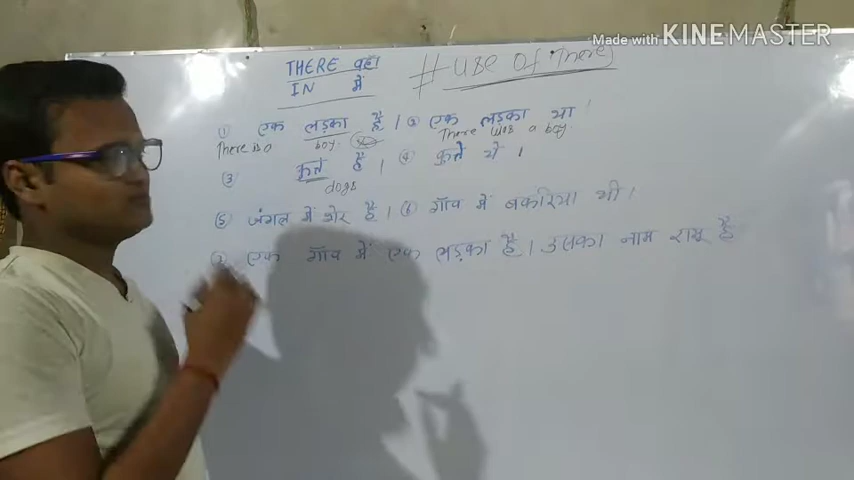 Made with KINEMASTER
THERE वहाँ # Use of There
IN में
① एक लड़का है। ② एक लड़का था।
There is a boy. There was a boy.
③ कुत्ते है। ④ कुत्ते थे।
dogs
⑤ जंगल में शेर है। ⑥ गाँव में बकरिया थी।
⑦ एक गाँव में एक लड़का है। उसका नाम रामू है